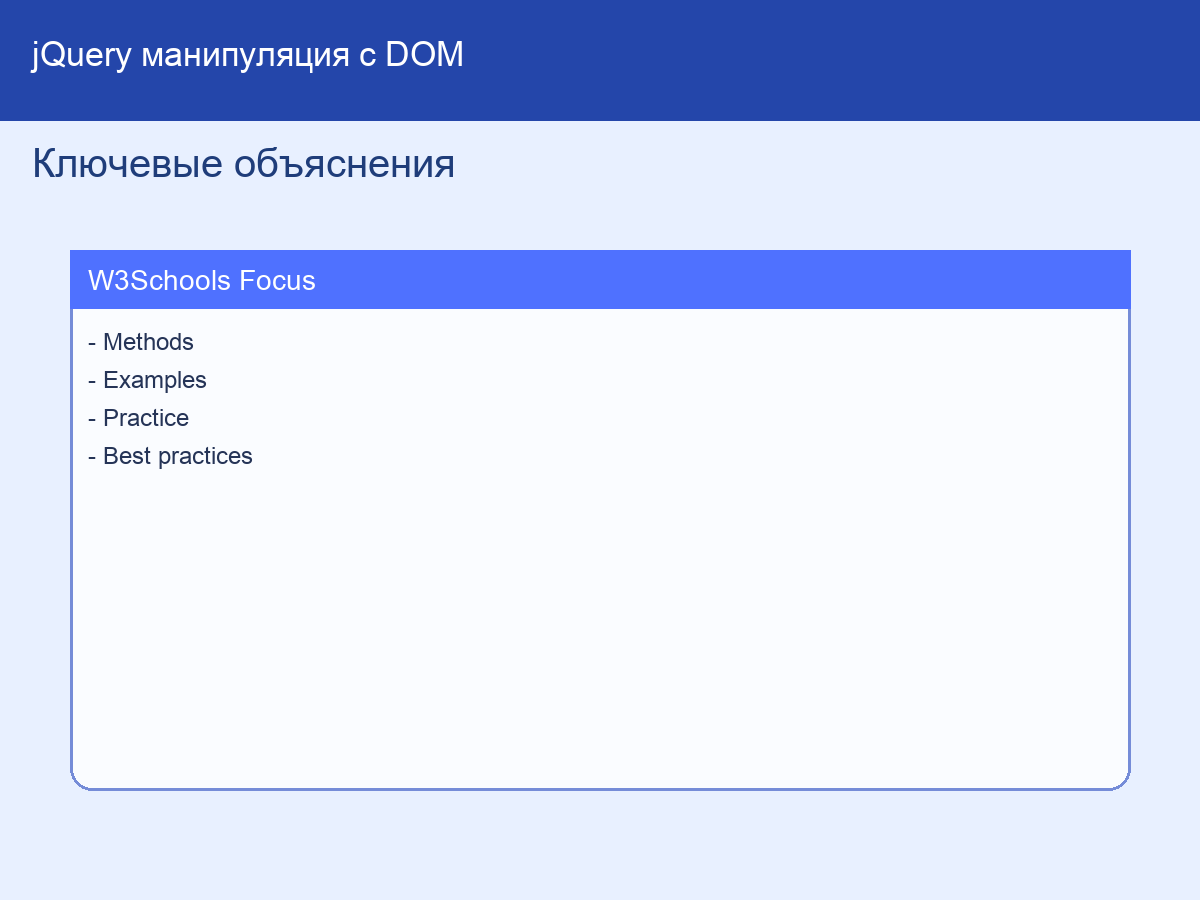 jQuery манипуляция с DOM
Ключевые объяснения
W3Schools Focus
- Methods
- Examples
- Practice
- Best practices